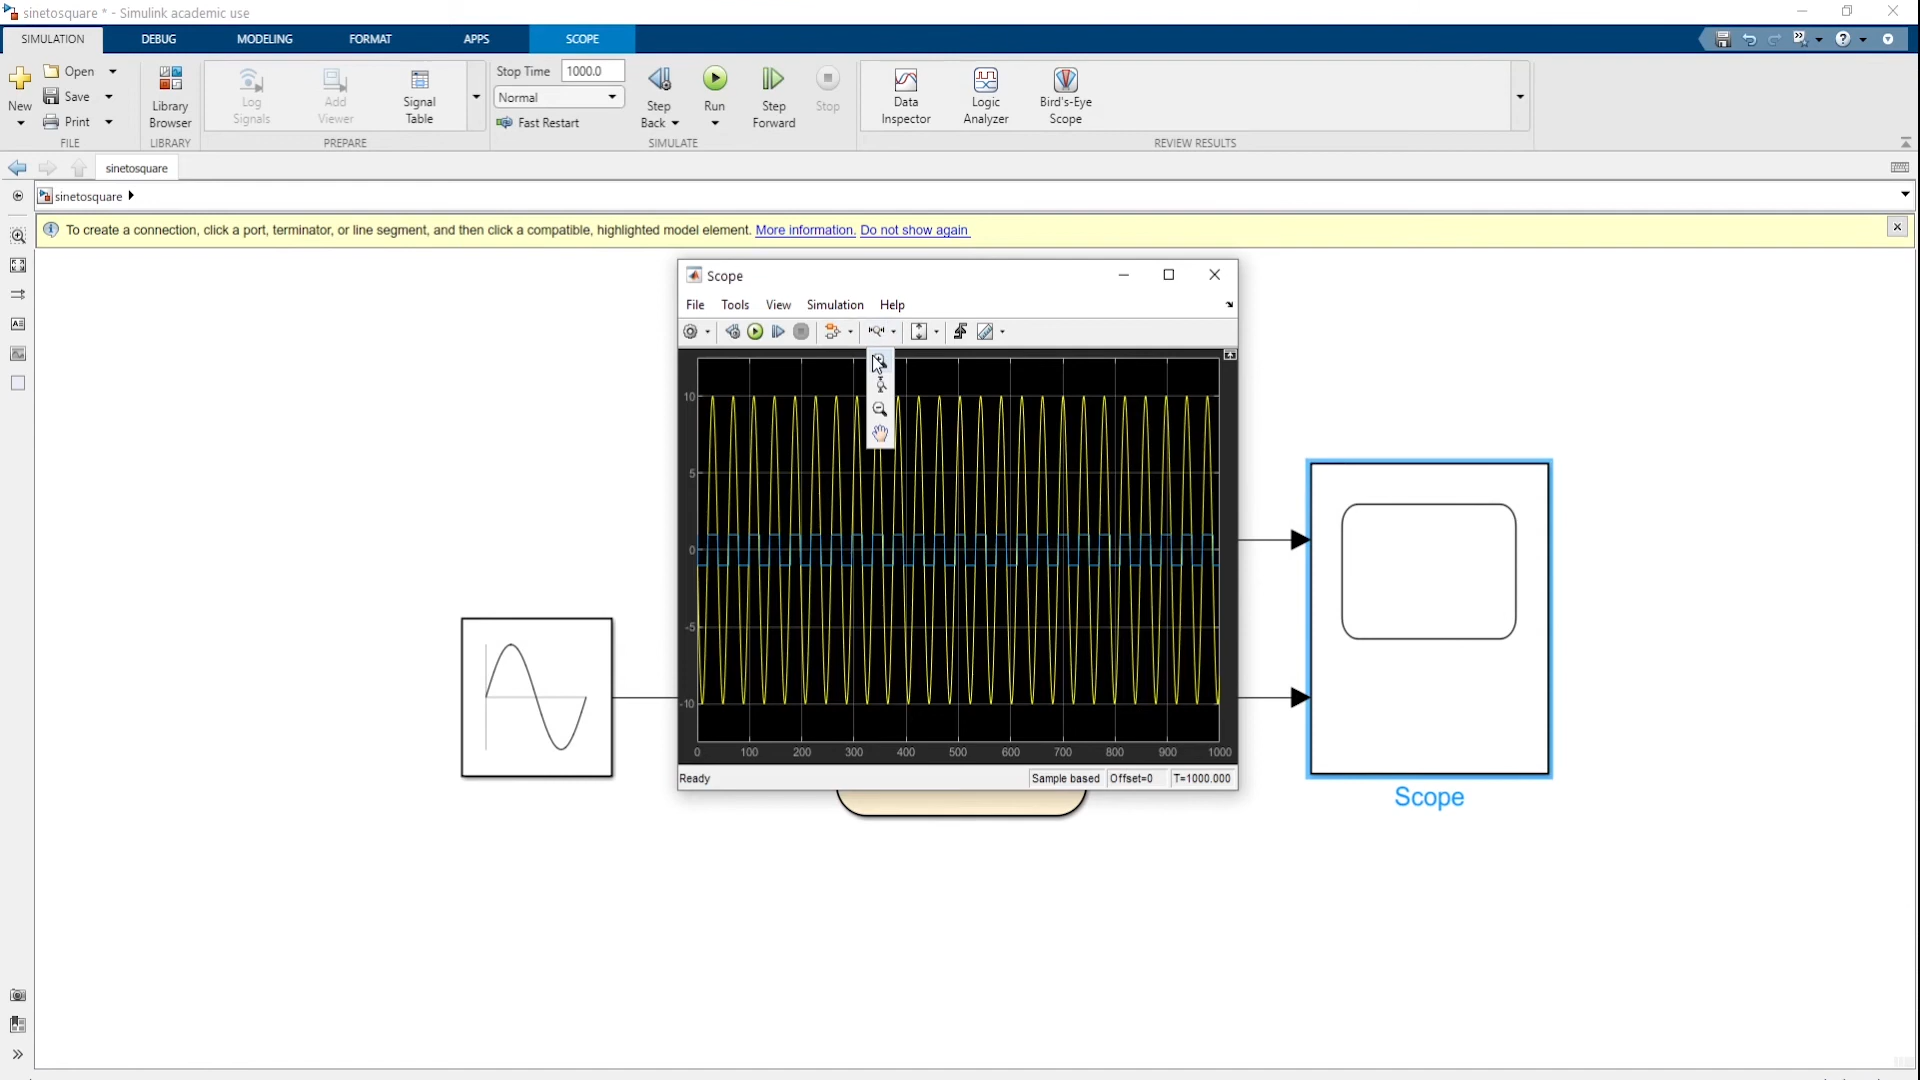 sinetosquare * - Simulink academic use
SIMULATION DEBUG MODELING FORMAT APPS SCOPE
New
Open
Save
Print
FILE
Library Browser
LIBRARY
Log Signals
Add Viewer
Signal Table
PREPARE
Stop Time 1000.0
Normal
Fast Restart
Step Back
Run
Step Forward
Stop
SIMULATE
Data Inspector
Logic Analyzer
Bird's-Eye Scope
REVIEW RESULTS
sinetosquare
sinetosquare
To create a connection, click a port, terminator, or line segment, and then click a compatible, highlighted model element. More information. Do not show again
Scope
File Tools View Simulation Help
10
5
0
-5
-10
0 100 200 300 400 500 600 700 800 900 1000
Ready Sample based Offset=0 T=1000.000
Scope